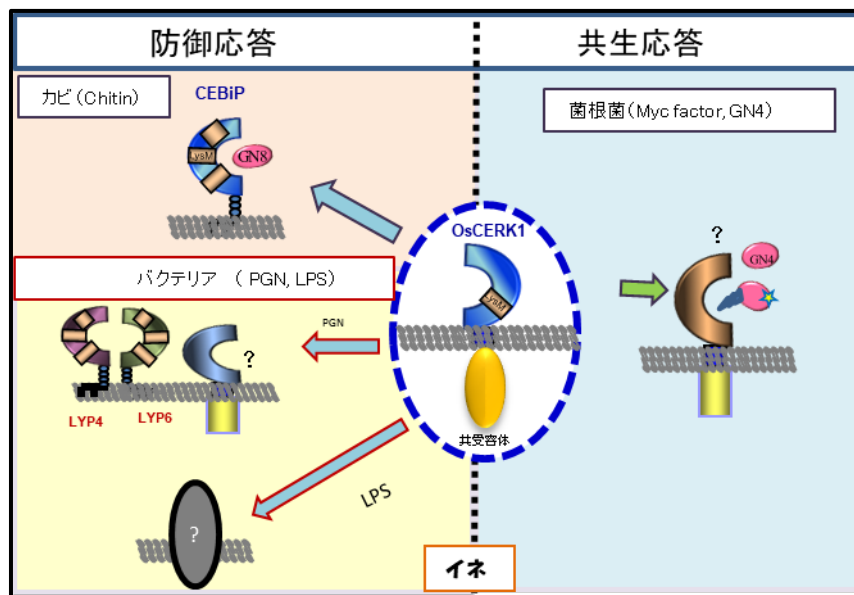 防御応答
共生応答
カビ (Chitin)
CEBiP
LysM
GN8
菌根菌(Myc factor, GN4)
OsCERK1
LysM
共受容体
?
GN4
バクテリア ( PGN, LPS)
PGN
?
LYP4
LYP6
LPS
?
イネ